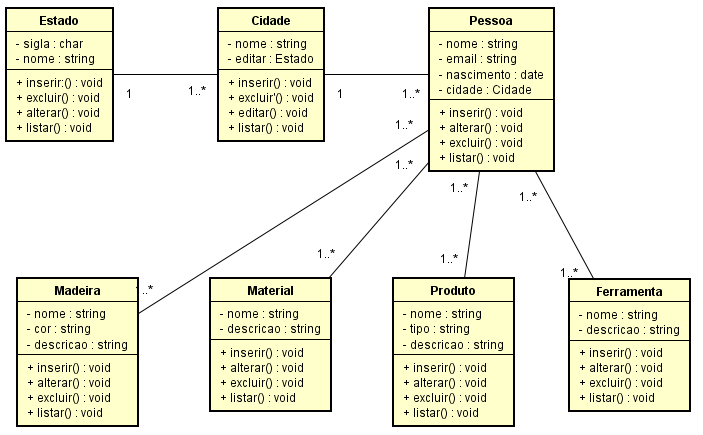 Estado
- sigla : char
- nome : string
+ inserir:() : void
+ excluir() : void
+ alterar() : void
+ listar() : void
1
1..*
Cidade
- nome : string
- editar : Estado
+ inserir() : void
+ excluir'() : void
+ editar() : void
+ listar() : void
1
1..*
Pessoa
- nome : string
- email : string
- nascimento : date
- cidade : Cidade
+ inserir() : void
+ alterar() : void
+ excluir() : void
+ listar() : void
1..*
1..*
1..*
1..*
1..*
1..*
1..*
1..*
Madeira
- nome : string
- cor : string
- descricao : string
+ inserir() : void
+ alterar() : void
+ excluir() : void
+ listar() : void
Material
- nome : string
- descricao : string
+ inserir() : void
+ alterar() : void
+ excluir() : void
+ listar() : void
Produto
- nome : string
- tipo : string
- descricao : string
+ inserir() : void
+ alterar() : void
+ excluir() : void
+ listar() : void
Ferramenta
- nome : string
- descricao : string
+ inserir() : void
+ alterar() : void
+ excluir() : void
+ listar() : void